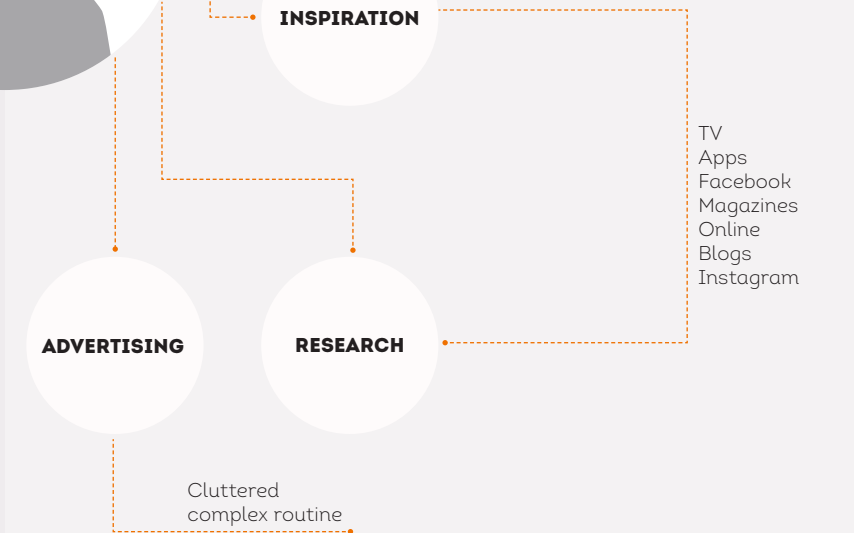 INSPIRATION
TV
Apps
Facebook
Magazines
Online
Blogs
Instagram
ADVERTISING
RESEARCH
Cluttered
complex routine